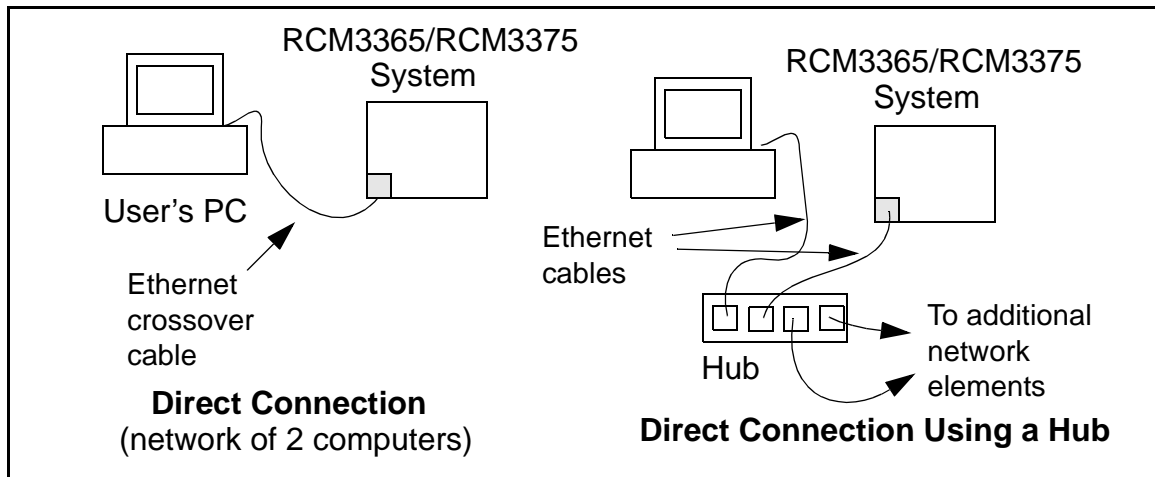 RCM3365/RCM3375
System
User's PC
Ethernet
crossover
cable
Direct Connection
(network of 2 computers)
RCM3365/RCM3375
System
Ethernet
cables
Hub
To additional
network
elements
Direct Connection Using a Hub